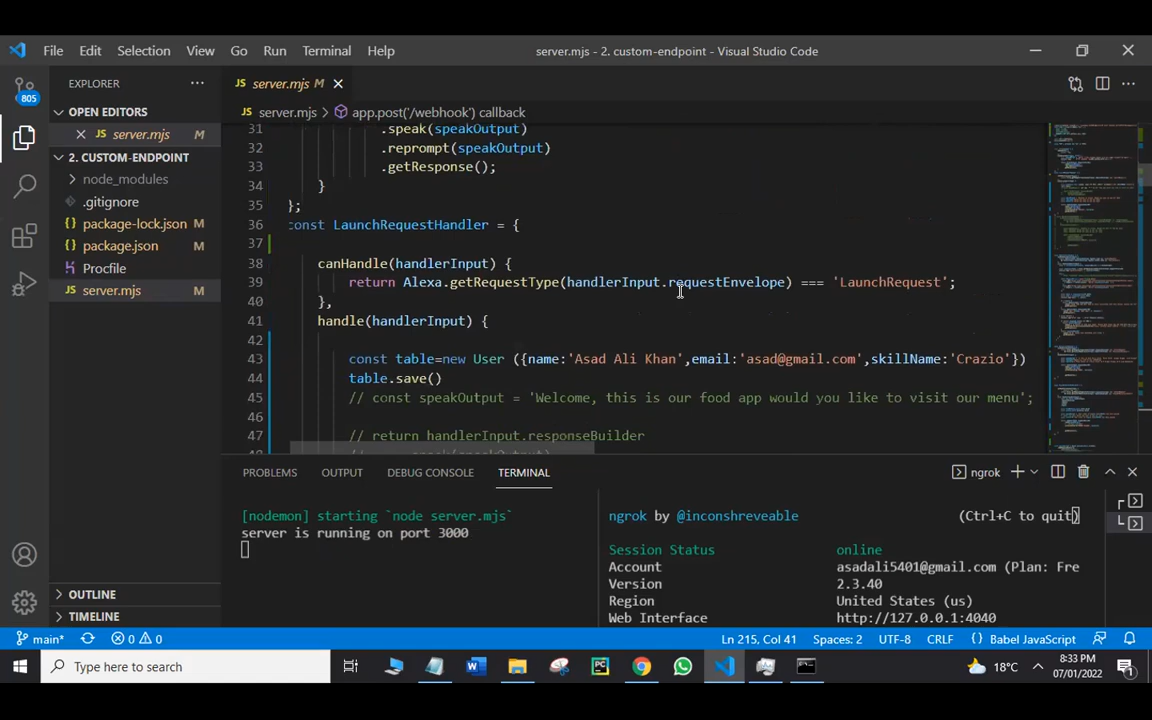 File Edit Selection View Go Run Terminal Help server.mjs - 2. custom-endpoint - Visual Studio Code
EXPLORER
JS server.mjs M
OPEN EDITORS
JS server.mjs M
2. CUSTOM-ENDPOINT
node_modules
.gitignore
package-lock.json M
package.json M
Procfile
JS server.mjs M
OUTLINE
TIMELINE
805
JS server.mjs > app.post('/webhook') callback
31 .speak(speakOutput)
32 .reprompt(speakOutput)
33 .getResponse();
34 }
35 };
36 const LaunchRequestHandler = {
37
38 canHandle(handlerInput) {
39 return Alexa.getRequestType(handlerInput.requestEnvelope) === 'LaunchRequest';
40 },
41 handle(handlerInput) {
42
43 const table=new User ({name:'Asad Ali Khan',email:'asad@gmail.com',skillName:'Crazio'})
44 table.save()
45 // const speakOutput = 'Welcome, this is our food app would you like to visit our menu';
46
47 // return handlerInput.responseBuilder
PROBLEMS OUTPUT DEBUG CONSOLE TERMINAL ngrok
[nodemon] starting `node server.mjs`
server is running on port 3000
ngrok by @inconshreveable (Ctrl+C to quit)
Session Status online
Account asadali5401@gmail.com (Plan: Fre
Version 2.3.40
Region United States (us)
Web Interface http://127.0.0.1:4040
main* 0 0 Ln 215, Col 41 Spaces: 2 UTF-8 CRLF {} Babel JavaScript
Type here to search
PC
18°C
8:33 PM
07/01/2022
1